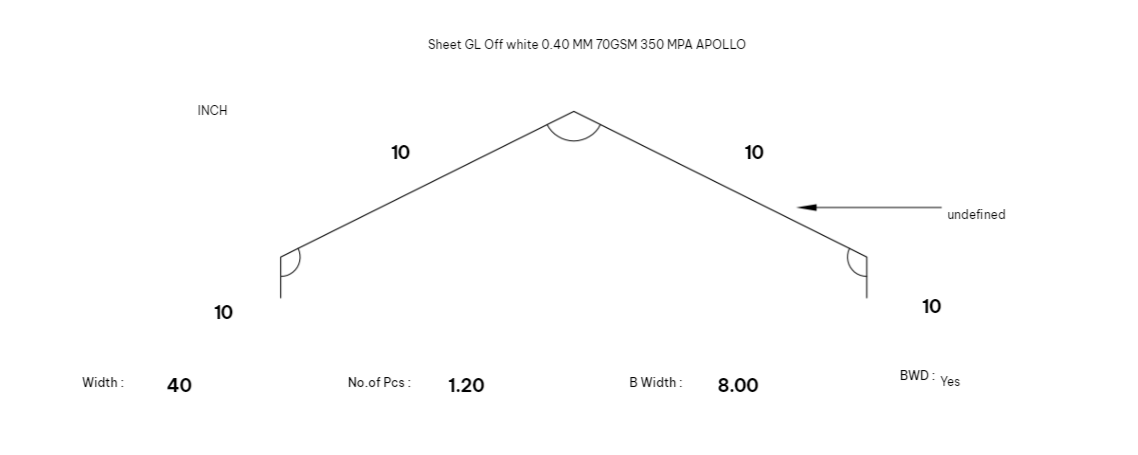 Sheet GL Off white 0.40 MM 70GSM 350 MPA APOLLO
INCH
10
10
undefined
10
10
Width : 40
No.of Pcs : 1.20
B Width : 8.00
BWD : Yes